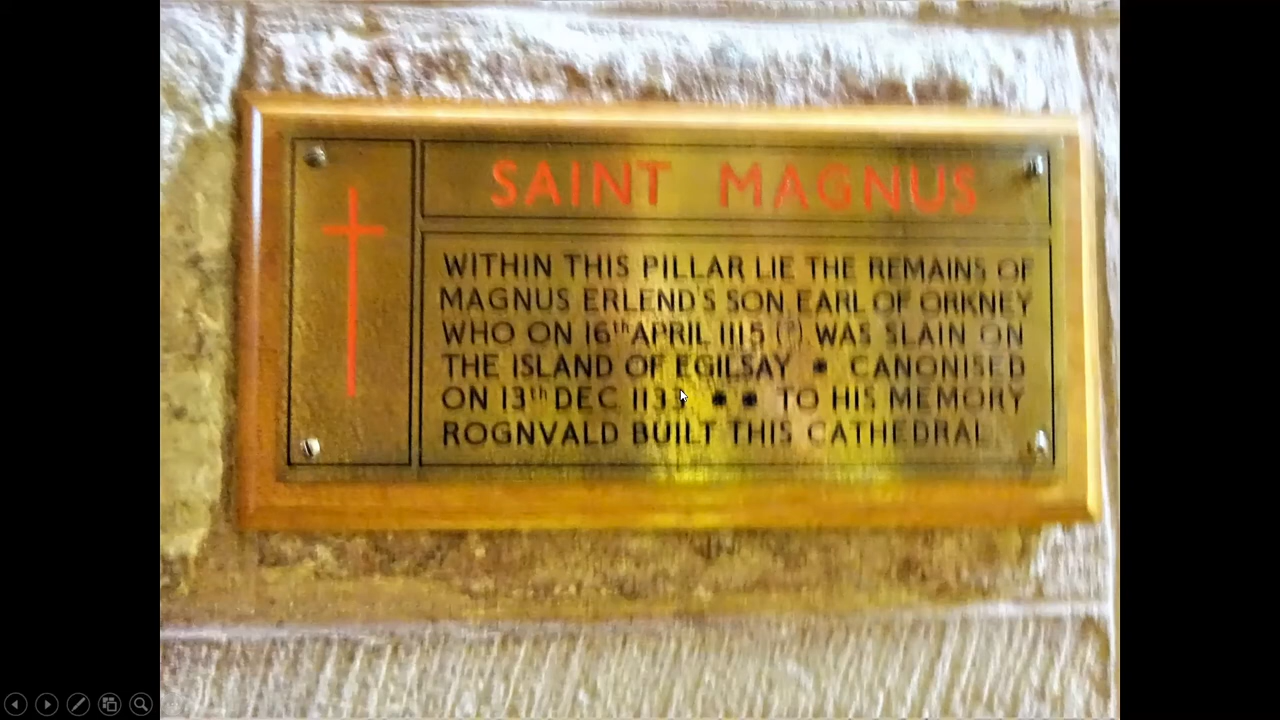 SAINT MAGNUS
WITHIN THIS PILLAR LIE THE REMAINS OF
MAGNUS ERLEND'S SON, EARL OF ORKNEY
WHO ON 16th APRIL 1115 (?) WAS SLAIN ON
THE ISLAND OF EGILSAY * CANONISED
ON 13th DEC 1135 * * TO HIS MEMORY
ROGNVALD BUILT THIS CATHEDRAL